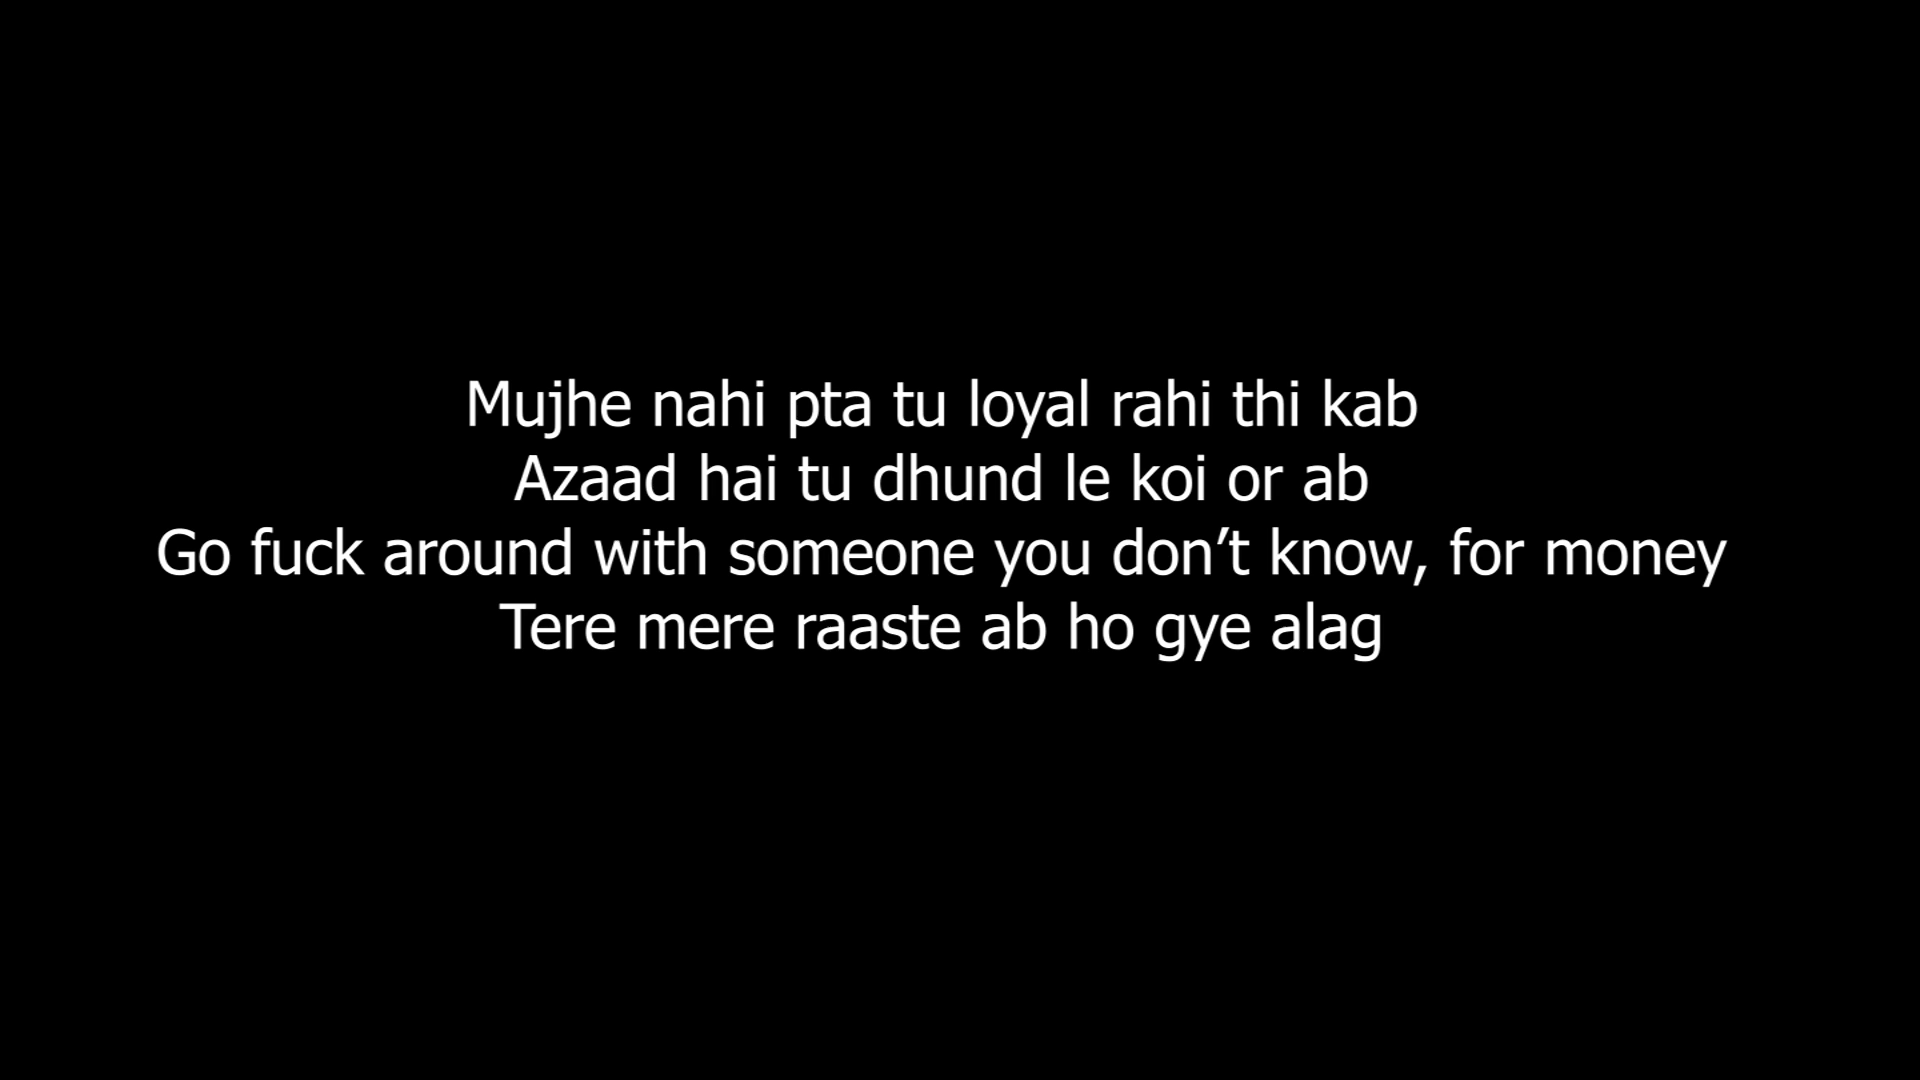 Mujhe nahi pta tu loyal rahi thi kab
Azaad hai tu dhund le koi or ab
Go fuck around with someone you don’t know, for money
Tere mere raaste ab ho gye alag